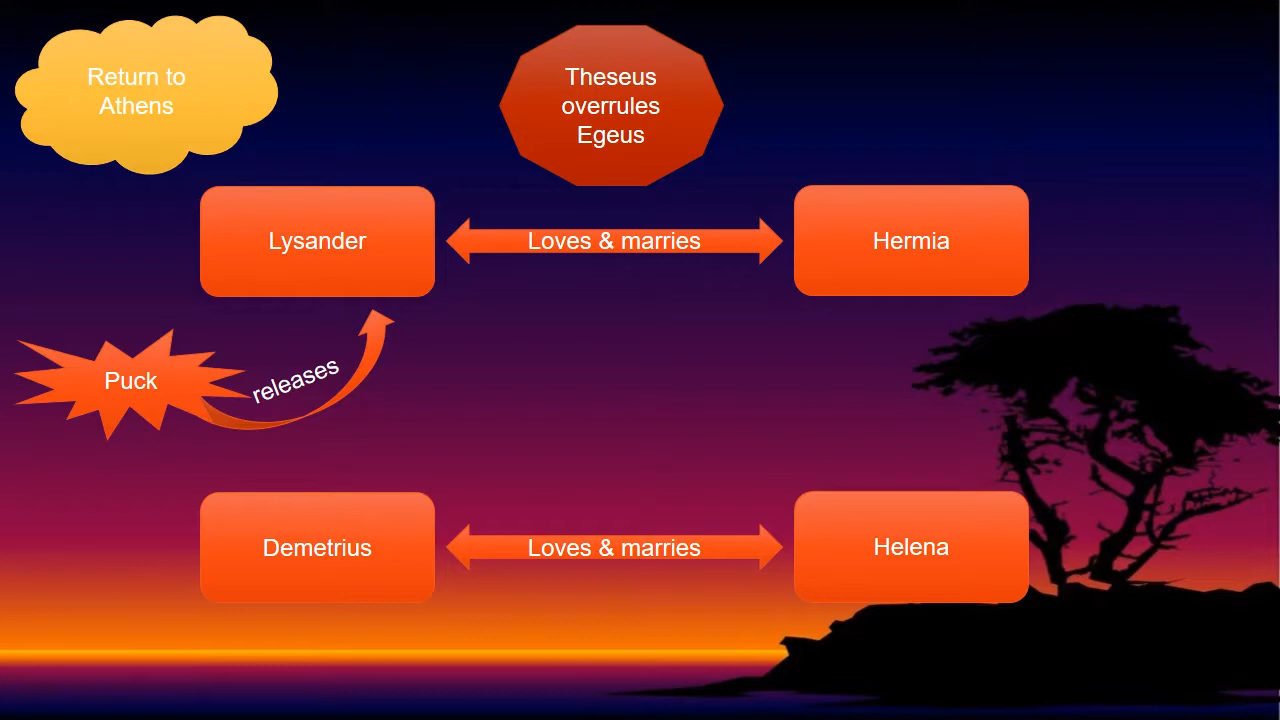 Return to
Athens
Theseus
overrules
Egeus
Lysander
Loves & marries
Hermia
Puck
releases
Demetrius
Loves & marries
Helena